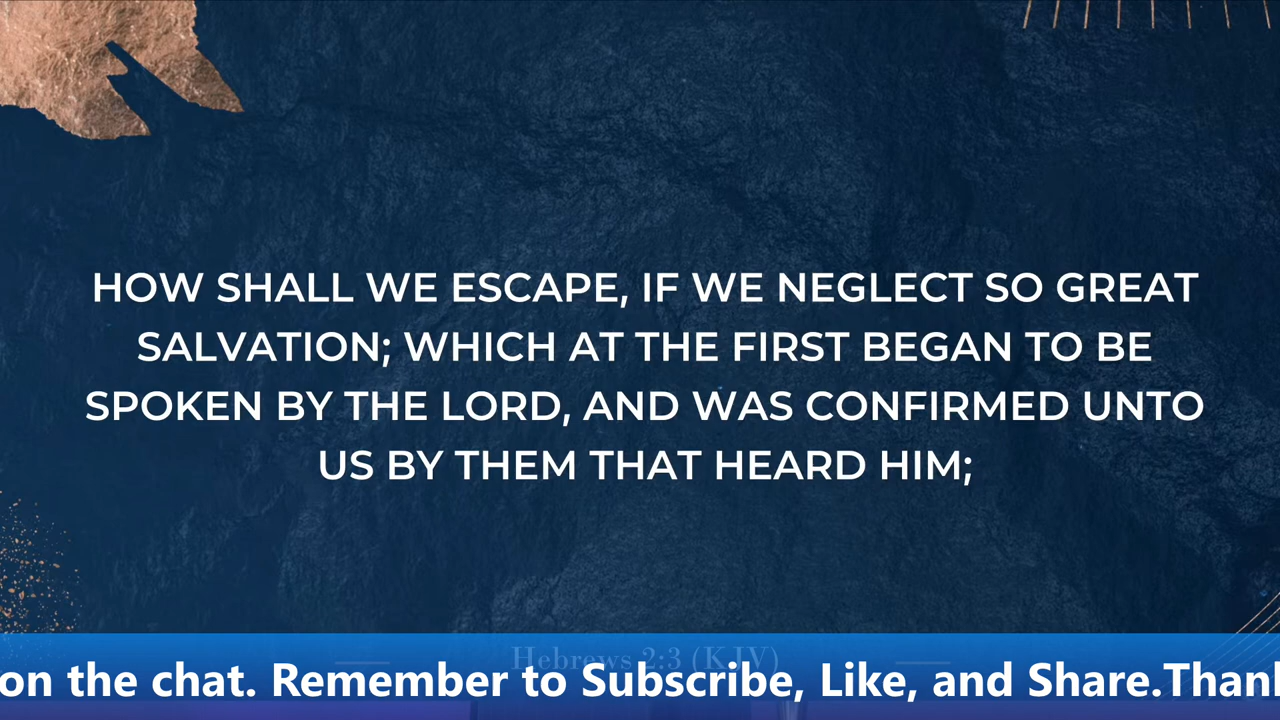 HOW SHALL WE ESCAPE, IF WE NEGLECT SO GREAT
SALVATION; WHICH AT THE FIRST BEGAN TO BE
SPOKEN BY THE LORD, AND WAS CONFIRMED UNTO
US BY THEM THAT HEARD HIM;
Hebrews 2:3 (KJV)
on the chat. Remember to Subscribe, Like, and Share.Thank